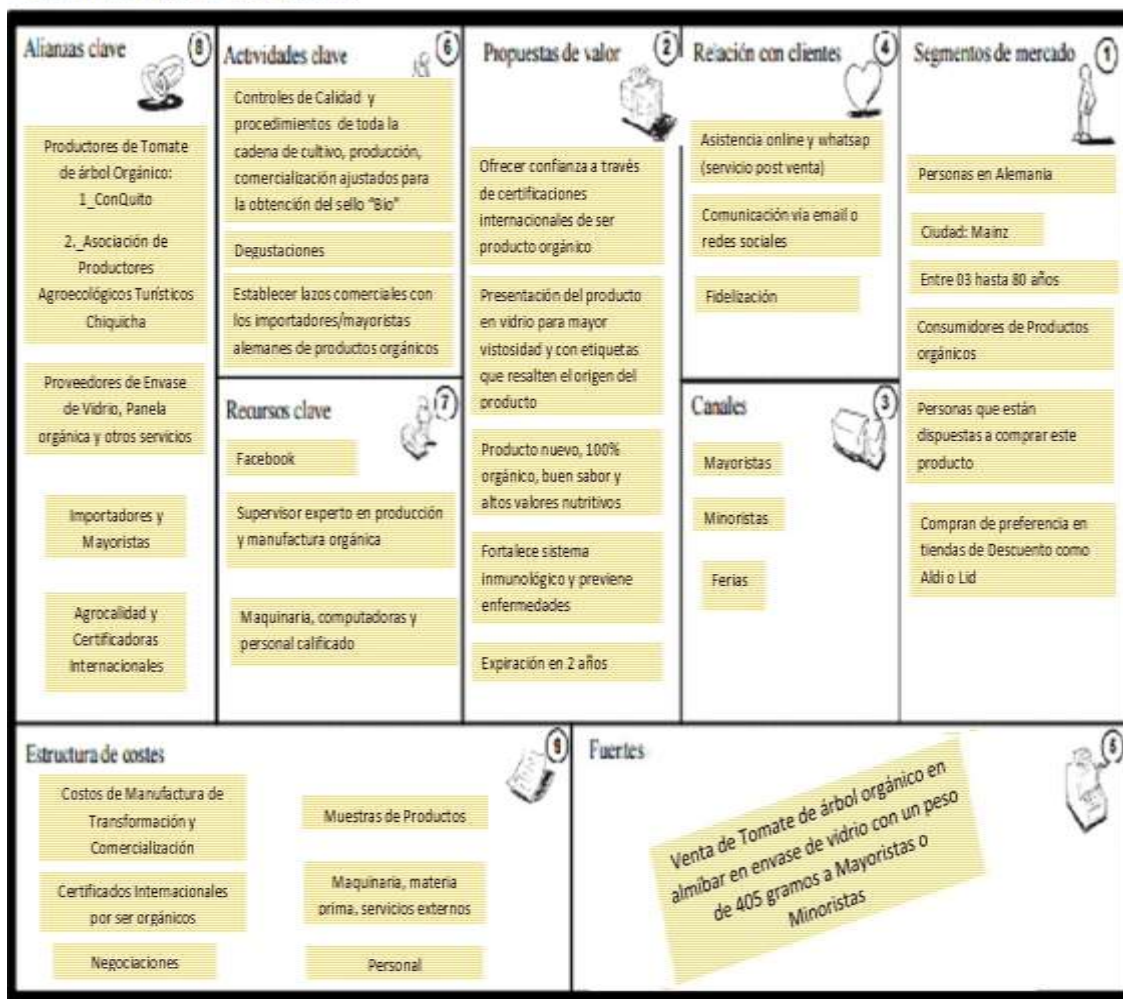 Alianzas clave
8
Productores de Tomate
de árbol Orgánico:
1_ConQuito
2._Asociación de
Productores
Agroecológicos Turísticos
Chiquicha
Proveedores de Envase
de Vidrio, Panela
orgánica y otros servicios
Importadores y
Mayoristas
Agrocalidad y
Certificadoras
Internacionales
Actividades clave
6
Controles de Calidad y
procedimientos de toda la
cadena de cultivo, producción,
comercialización ajustados para
la obtención del sello “Bio”
Degustaciones
Establecer lazos comerciales con
los importadores/mayoristas
alemanes de productos orgánicos
Recursos clave
7
Facebook
Supervisor experto en producción
y manufactura orgánica
Maquinaria, computadoras y
personal calificado
Propuestas de valor
2
Ofrecer confianza a través
de certificaciones
internacionales de ser
producto orgánico
Presentación del producto
en vidrio para mayor
vistosidad y con etiquetas
que resalten el origen del
producto
Producto nuevo, 100%
orgánico, buen sabor y
altos valores nutritivos
Fortalece sistema
inmunológico y previene
enfermedades
Expiración en 2 años
Relación con clientes
4
Asistencia online y whatsap
(servicio post venta)
Comunicación vía email o
redes sociales
Fidelización
Canales
3
Mayoristas
Minoristas
Ferias
Segmentos de mercado
1
Personas en Alemania
Ciudad: Mainz
Entre 03 hasta 80 años
Consumidores de Productos
orgánicos
Personas que están
dispuestas a comprar este
producto
Compran de preferencia en
tiendas de Descuento como
Aldi o Lid
Estructura de costes
9
Costos de Manufactura de
Transformación y
Comercialización
Certificados Internacionales
por ser orgánicos
Negociaciones
Muestras de Productos
Maquinaria, materia
prima, servicios externos
Personal
Fuertes
5
Venta de Tomate de árbol orgánico en
almíbar en envase de vidrio con un peso
de 405 gramos a Mayoristas o
Minoristas